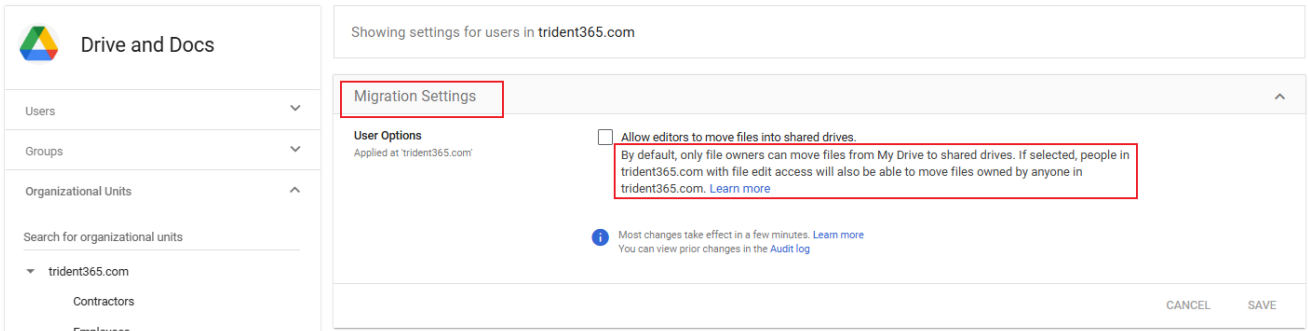 Drive and Docs
Users
Groups
Organizational Units
Search for organizational units
trident365.com
Contractors
Employees
Showing settings for users in trident365.com
Migration Settings
User Options
Applied at 'trident365.com'
Allow editors to move files into shared drives.
By default, only file owners can move files from My Drive to shared drives. If selected, people in
trident365.com with file edit access will also be able to move files owned by anyone in
trident365.com. Learn more
Most changes take effect in a few minutes. Learn more
You can view prior changes in the Audit log
CANCEL SAVE